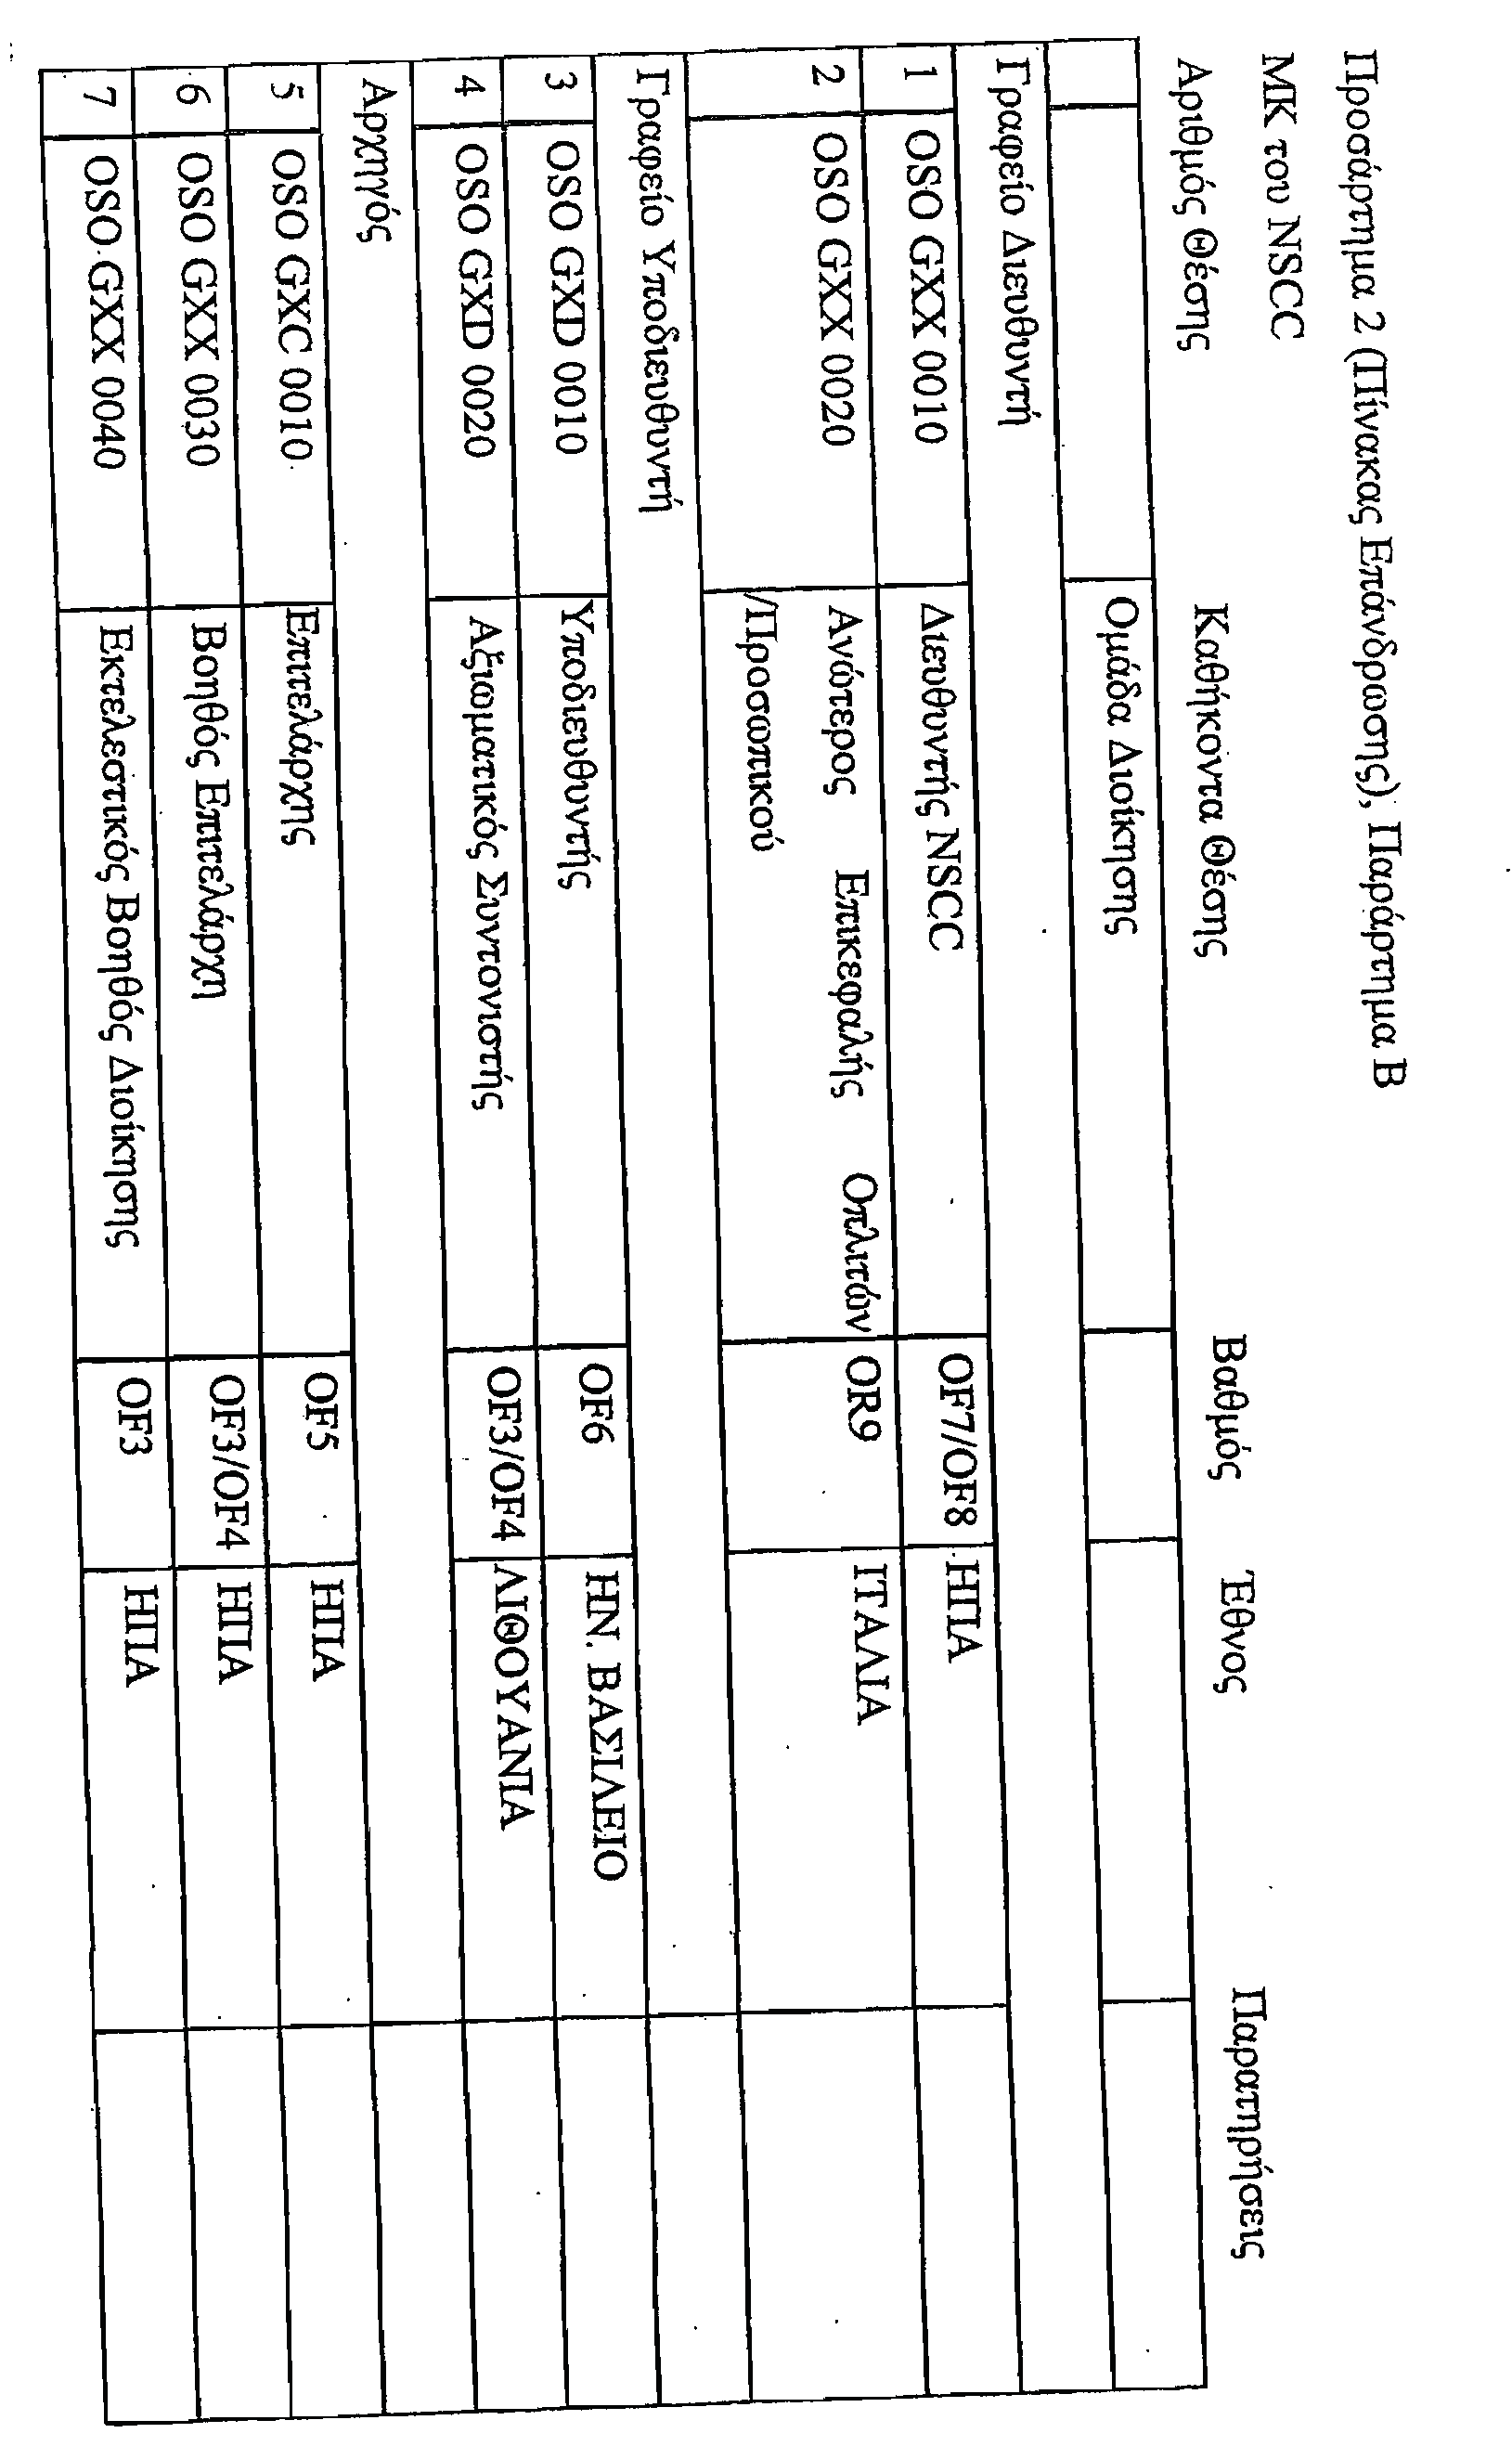 Προσάρτημα 2 (Πίνακας Επάνδρωσης), Παράρτημα Β
ΜΚ του NSCC
Αριθμός Θέσης Καθήκοντα Θέσης Βαθμός Έθνος Παρατηρήσεις
Ομάδα Διοίκησης
Γραφείο Διευθυντή
1 OSO GXX 0010 Διευθυντής NSCC OF7/OF8 ΗΠΑ
2 OSO GXX 0020 Ανώτερος Επικεφαλής Οπλιτών OR9 ΙΤΑΛΙΑ
/Προσωπικού
Γραφείο Υποδιευθυντή
3 OSO GXD 0010 Υποδιευθυντής OF6 ΗΝ. ΒΑΣΙΛΕΙΟ
4 OSO GXD 0020 Αξιωματικός Συντονιστής OF3/OF4 ΛΙΘΟΥΑΝΙΑ
Αρχηγός
5 OSO GXC 0010 Επιτελάρχης OF5 ΗΠΑ
6 OSO GXX 0030 Βοηθός Επιτελάρχη OF3/OF4 ΗΠΑ
7 OSO GXX 0040 Εκτελεστικός Βοηθός Διοίκησης OF3 ΗΠΑ